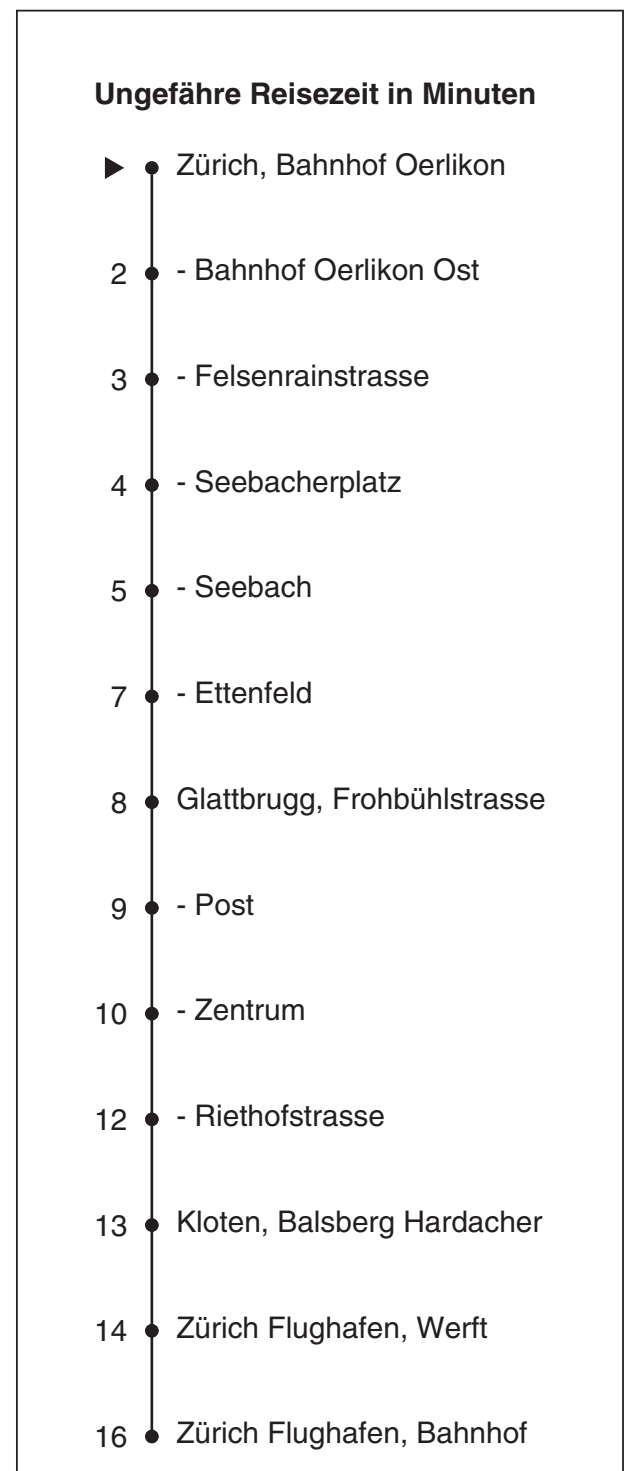 Ungefähre Reisezeit in Minuten
Zürich, Bahnhof Oerlikon
2 - Bahnhof Oerlikon Ost
3 - Felsenrainstrasse
4 - Seebacherplatz
5 - Seebach
7 - Ettenfeld
8 Glattbrugg, Frohbühlstrasse
9 - Post
10 - Zentrum
12 - Riethofstrasse
13 Kloten, Balsberg Hardacher
14 Zürich Flughafen, Werft
16 Zürich Flughafen, Bahnhof